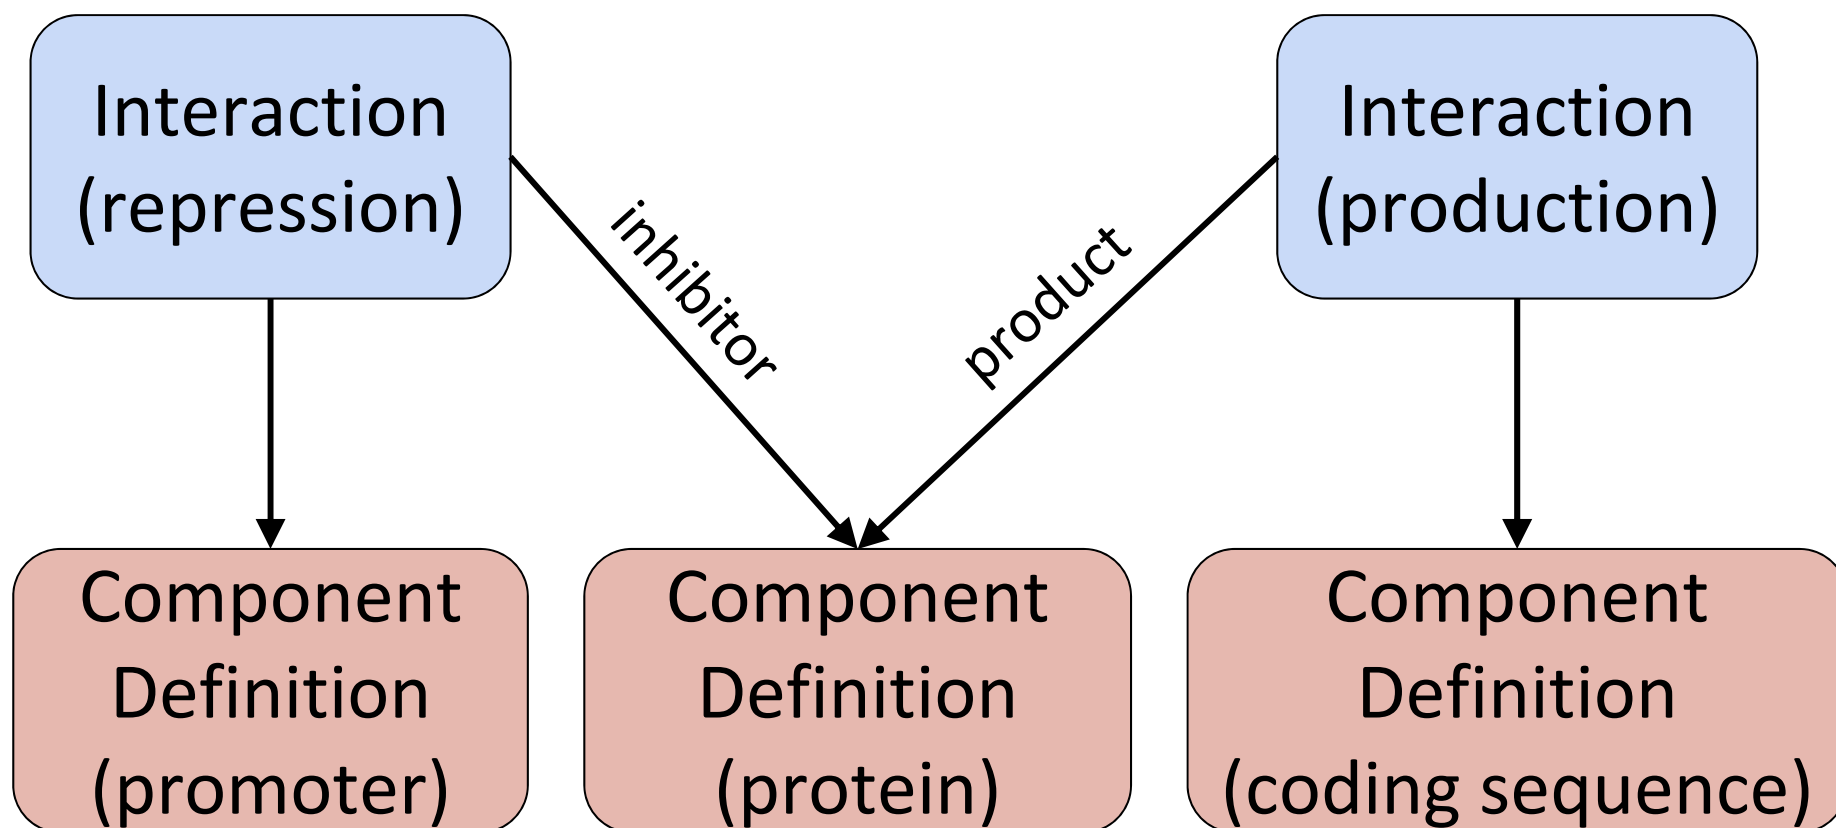 Interaction
(repression)
Interaction
(production)
inhibitor
product
Component
Definition
(promoter)
Component
Definition
(protein)
Component
Definition
(coding sequence)